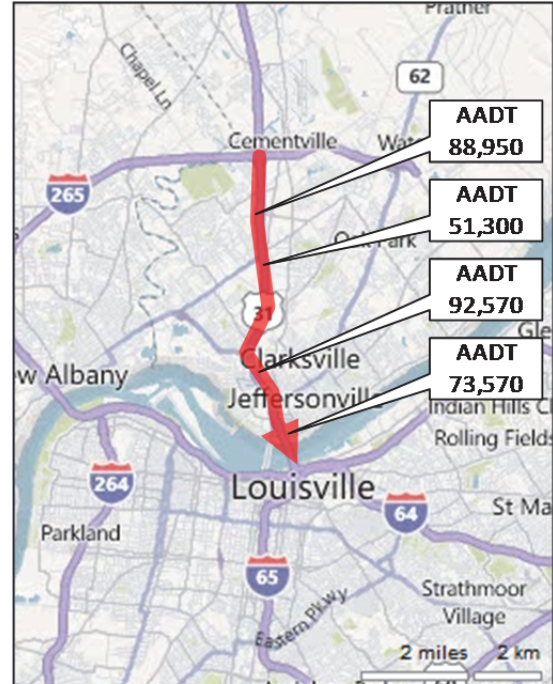 Prather
Chapel Ln
62
AADT
88,950
Cementville
265
AADT
51,300
Oak Park
31
AADT
92,570
Clarksville
AADT
73,570
New Albany
Jeffersonville
Indian Hills
Rolling Fields
Louisville
264
64
St Ma
Parkland
65
Strathmoor
Village
Eastern Pkwy
2 miles 2 km